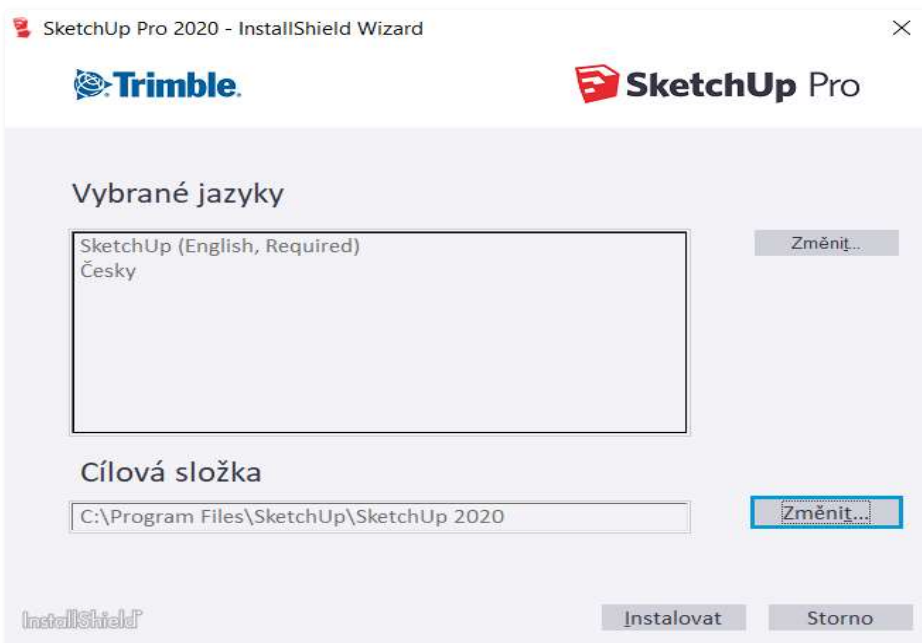 SketchUp Pro 2020 - InstallShield Wizard
Trimble.
SketchUp Pro
Vybrané jazyky
SketchUp (English, Required)
Změnit...
Česky
Cílová složka
C:\Program Files\SketchUp\SketchUp 2020
Změnit...
InstallShield
Instalovat
Storno